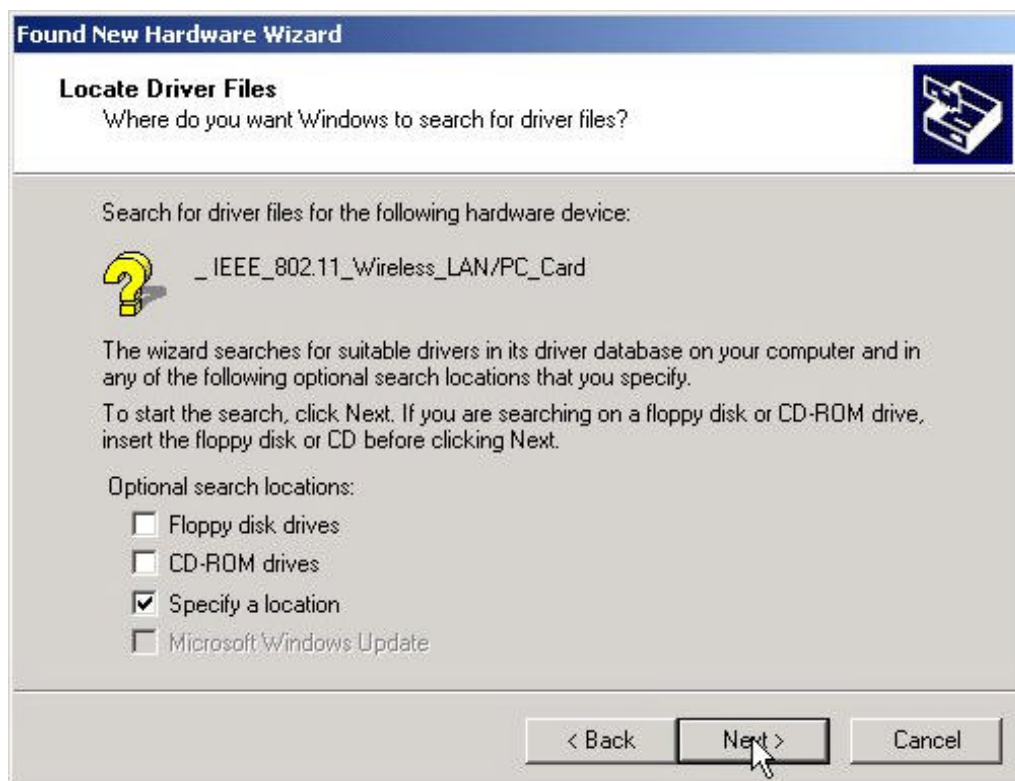 Found New Hardware Wizard
Locate Driver Files
Where do you want Windows to search for driver files?
Search for driver files for the following hardware device:
_ IEEE_802.11_Wireless_LAN/PC_Card
The wizard searches for suitable drivers in its driver database on your computer and in
any of the following optional search locations that you specify.
To start the search, click Next. If you are searching on a floppy disk or CD-ROM drive,
insert the floppy disk or CD before clicking Next.
Optional search locations:
Floppy disk drives
CD-ROM drives
Specify a location
Microsoft Windows Update
< Back
Next >
Cancel